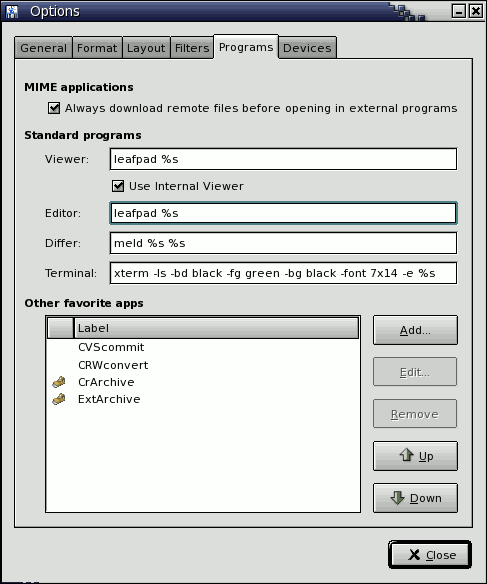 Options
General Format Layout Filters Programs Devices
MIME applications
Always download remote files before opening in external programs
Standard programs
Viewer: leafpad %s
Use Internal Viewer
Editor: leafpad %s
Differ: meld %s %s
Terminal: xterm -ls -bd black -fg green -bg black -font 7x14 -e %s
Other favorite apps
Label
CVScommit
CRWconvert
CrArchive
ExtArchive
Add...
Edit...
Remove
Up
Down
Close